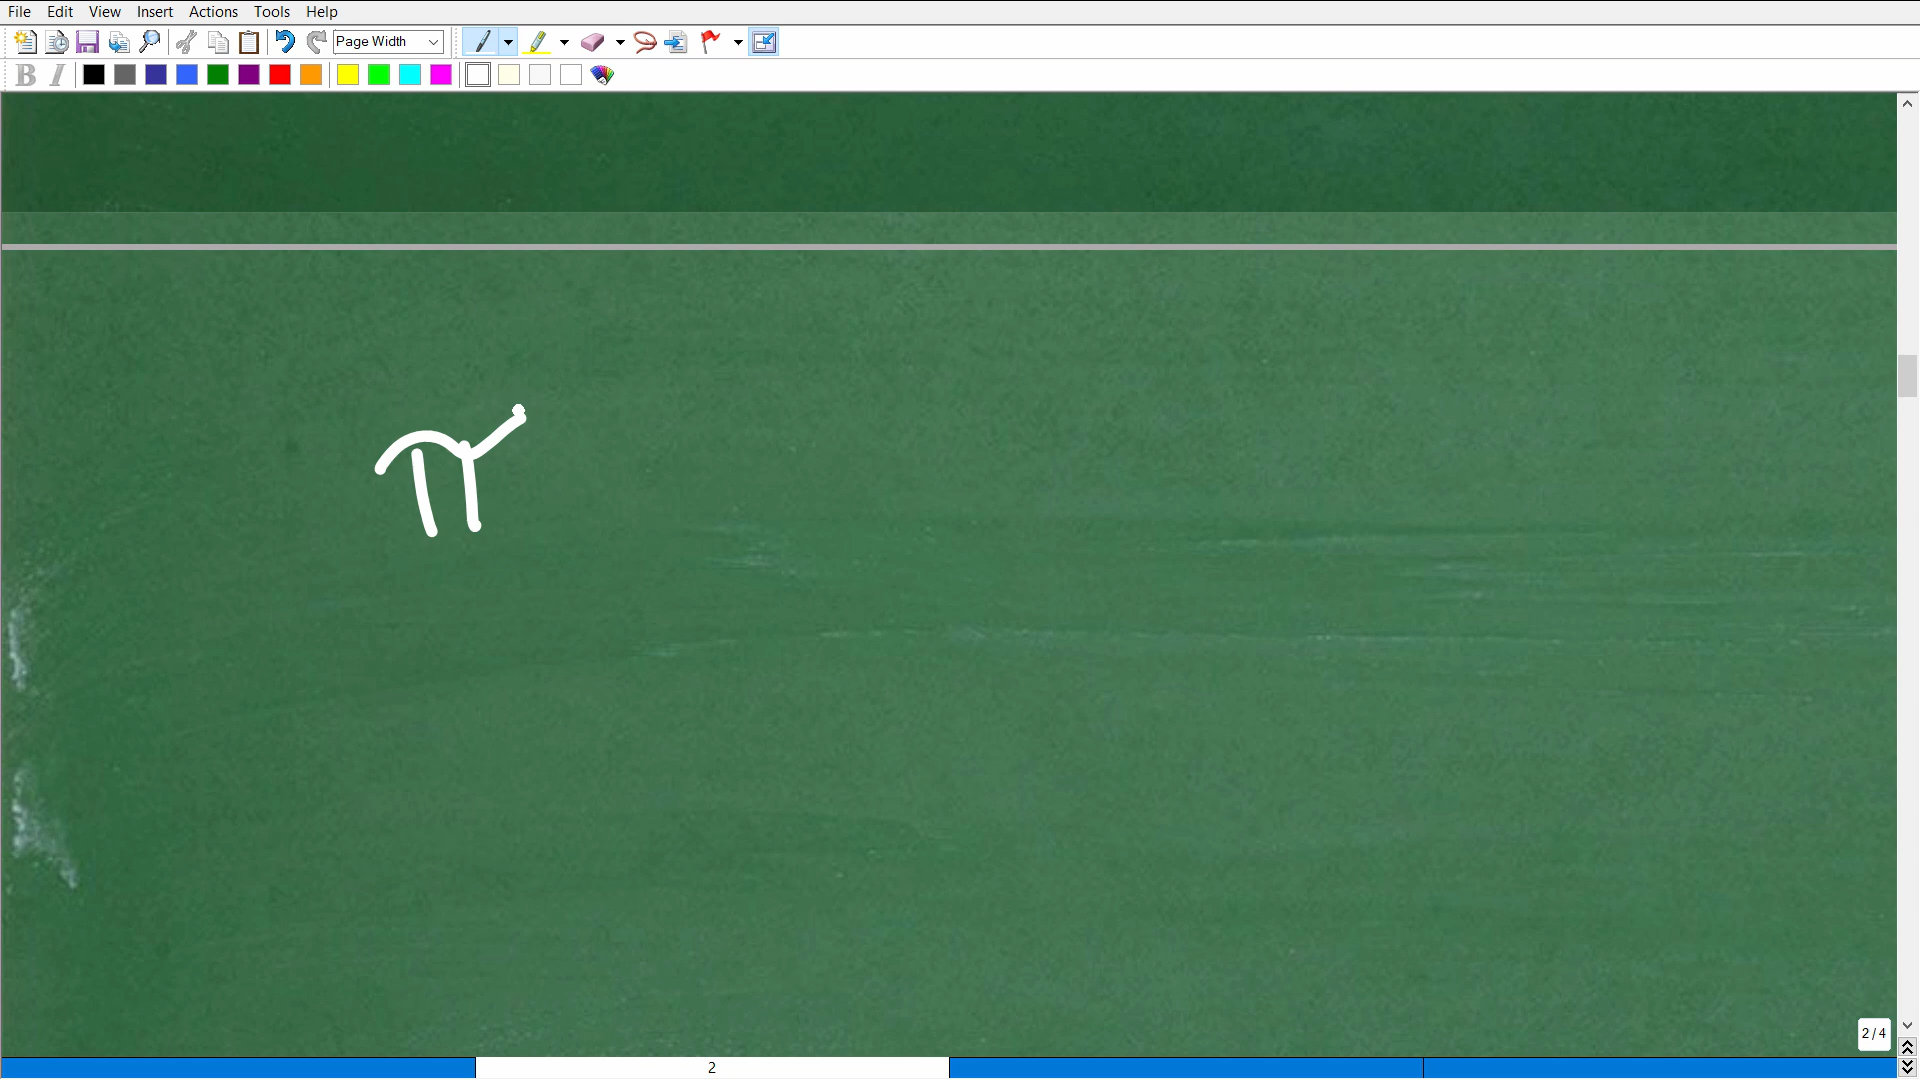 File Edit View Insert Actions Tools Help
Page Width
B I
π
2 / 4
2